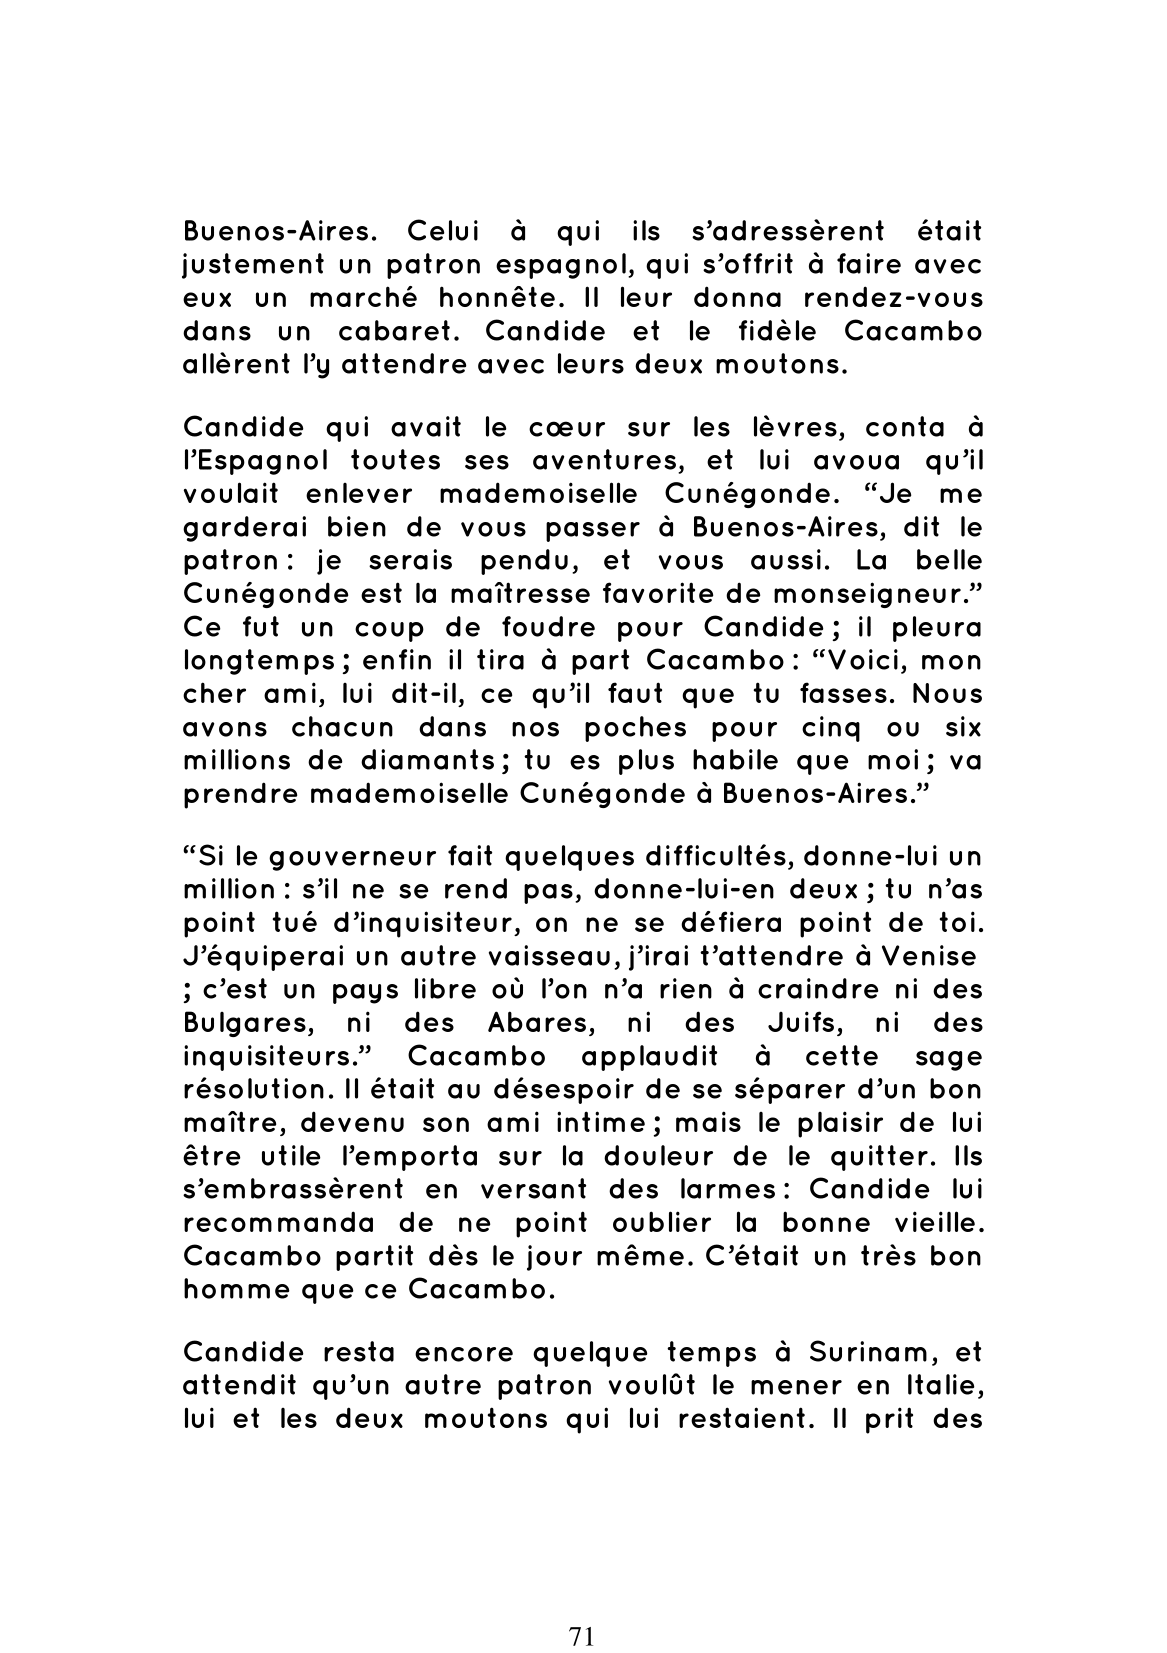 Buenos-Aires. Celui à qui ils s’adressèrent était
justement un patron espagnol, qui s’offrit à faire avec
eux un marché honnête. Il leur donna rendez-vous
dans un cabaret. Candide et le fidèle Cacambo
allèrent l’y attendre avec leurs deux moutons.
Candide qui avait le cœur sur les lèvres, conta à
l’Espagnol toutes ses aventures, et lui avoua qu’il
voulait enlever mademoiselle Cunégonde. “Je me
garderai bien de vous passer à Buenos-Aires, dit le
patron : je serais pendu, et vous aussi. La belle
Cunégonde est la maîtresse favorite de monseigneur.”
Ce fut un coup de foudre pour Candide ; il pleura
longtemps ; enfin il tira à part Cacambo : “Voici, mon
cher ami, lui dit-il, ce qu’il faut que tu fasses. Nous
avons chacun dans nos poches pour cinq ou six
millions de diamants ; tu es plus habile que moi ; va
prendre mademoiselle Cunégonde à Buenos-Aires.”
“Si le gouverneur fait quelques difficultés, donne-lui un
million : s’il ne se rend pas, donne-lui-en deux ; tu n’as
point tué d’inquisiteur, on ne se défiera point de toi.
J’équiperai un autre vaisseau, j’irai t’attendre à Venise
; c’est un pays libre où l’on n’a rien à craindre ni des
Bulgares, ni des Abares, ni des Juifs, ni des
inquisiteurs.” Cacambo applaudit à cette sage
résolution. Il était au désespoir de se séparer d’un bon
maître, devenu son ami intime ; mais le plaisir de lui
être utile l’emporta sur la douleur de le quitter. Ils
s’embrassèrent en versant des larmes : Candide lui
recommanda de ne point oublier la bonne vieille.
Cacambo partit dès le jour même. C’était un très bon
homme que ce Cacambo.
Candide resta encore quelque temps à Surinam, et
attendit qu’un autre patron voulût le mener en Italie,
lui et les deux moutons qui lui restaient. Il prit des
71